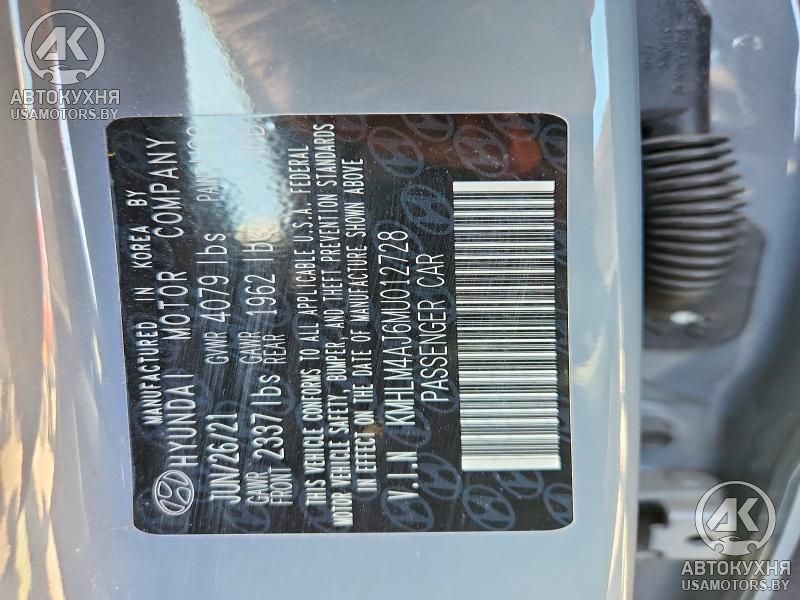 АК
АВТОКУХНЯ
USAMOTORS.BY
MANUFACTURED IN KOREA BY
HYUNDAI MOTOR COMPANY
JUN/26/21 GVWR 4079 lbs
GAWR FRONT 2337 lbs GAWR REAR 1962 lbs
THIS VEHICLE CONFORMS TO ALL APPLICABLE U.S.A. FEDERAL
MOTOR VEHICLE SAFETY, BUMPER, AND THEFT PREVENTION STANDARDS
IN EFFECT ON THE DATE OF MANUFACTURE SHOWN ABOVE
V.I.N KMHLM4AJ6MU012728
PASSENGER CAR
АК
АВТОКУХНЯ
USAMOTORS.BY